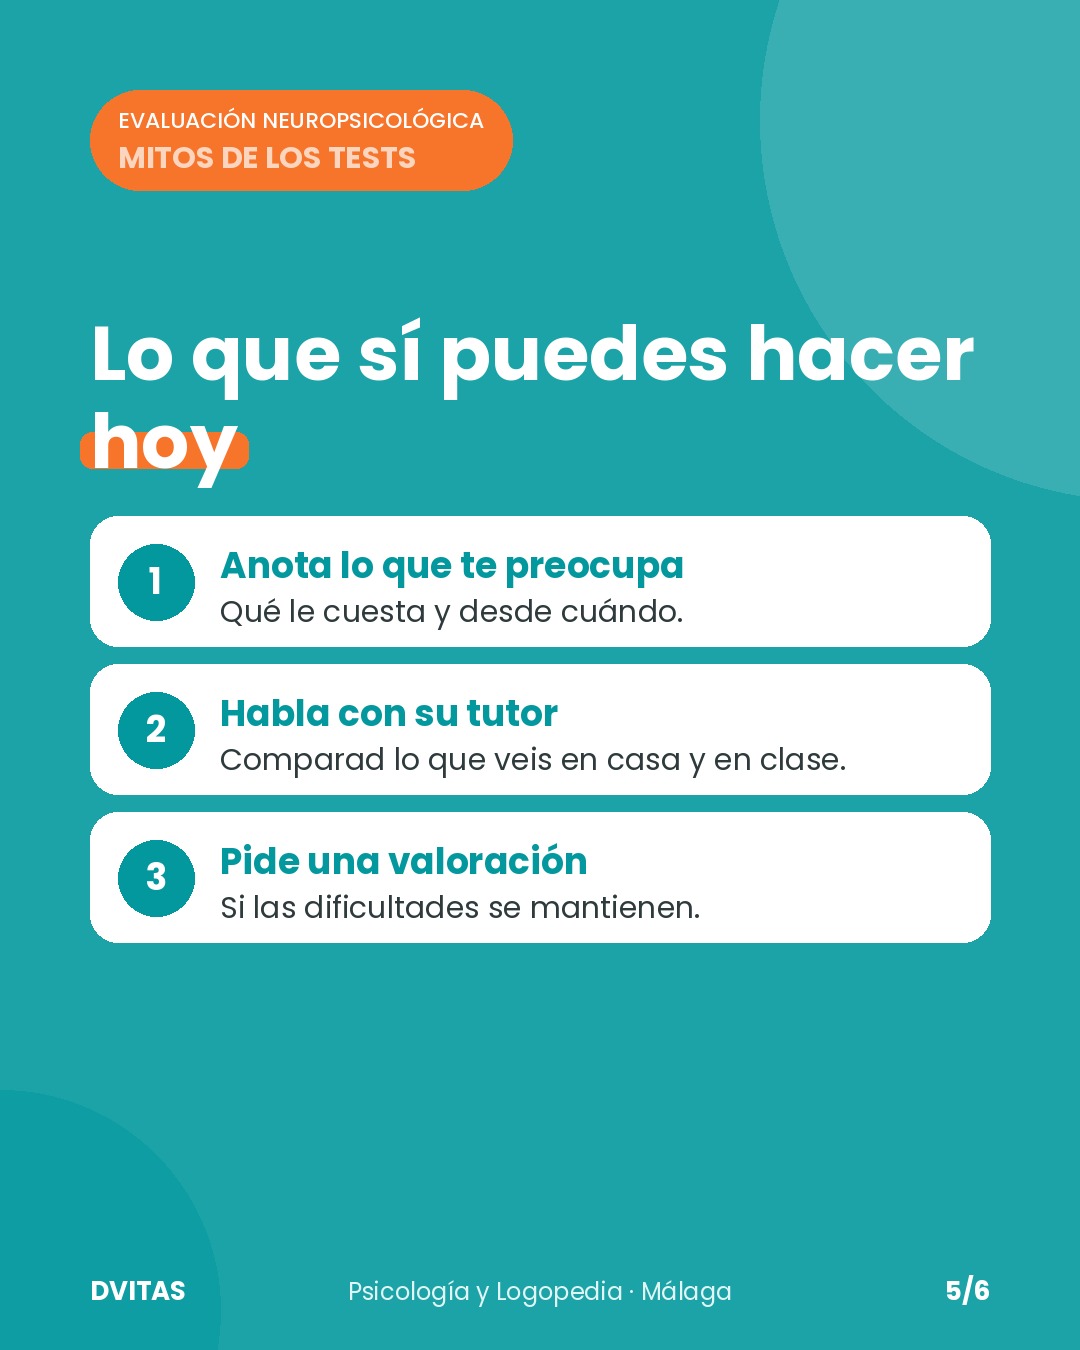 EVALUACIÓN NEUROPSICOLÓGICA
MITOS DE LOS TESTS
Lo que sí puedes hacer
hoy
1
Anota lo que te preocupa
Qué le cuesta y desde cuándo.
2
Habla con su tutor
Comparad lo que veis en casa y en clase.
3
Pide una valoración
Si las dificultades se mantienen.
DVITAS
Psicología y Logopedia · Málaga
5/6